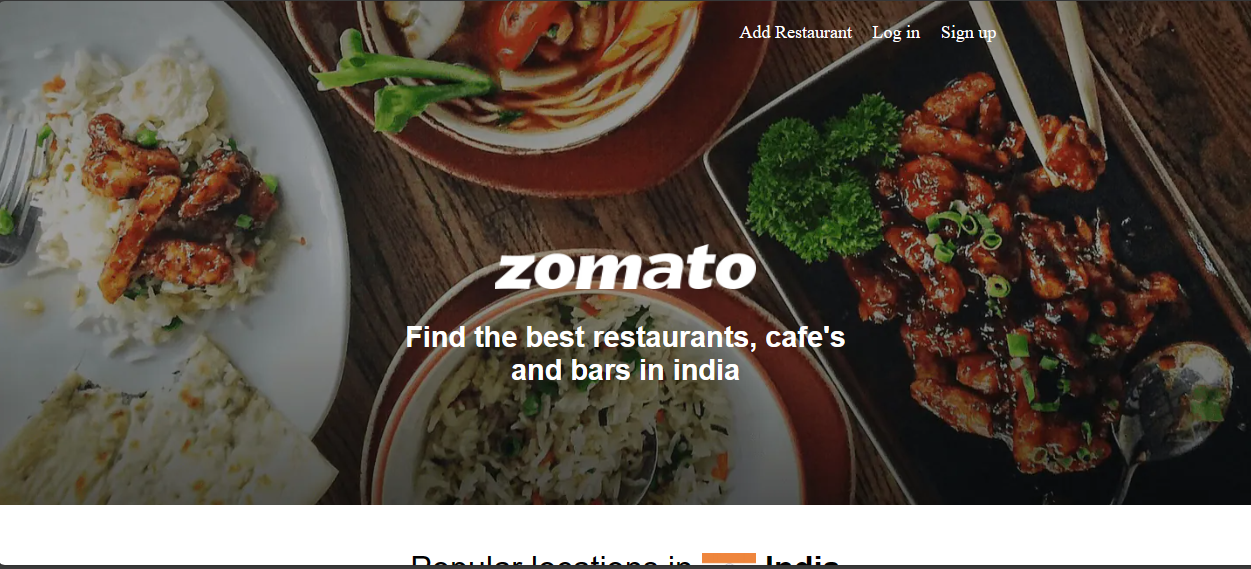 Add Restaurant Log in Sign up
zomato
Find the best restaurants, cafe's
and bars in india
Popular locations in India